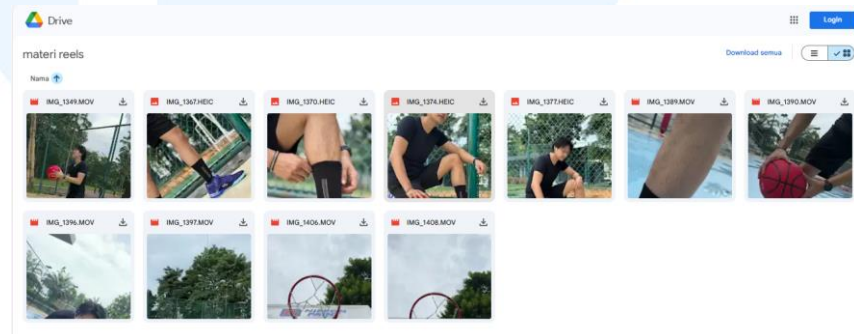 Drive
Login
materi reels
Download semua
Nama
IMG_1349.MOV
IMG_1367.HEIC
IMG_1370.HEIC
IMG_1374.HEIC
IMG_1377.HEIC
IMG_1389.MOV
IMG_1390.MOV
IMG_1396.MOV
IMG_1397.MOV
IMG_1406.MOV
IMG_1408.MOV